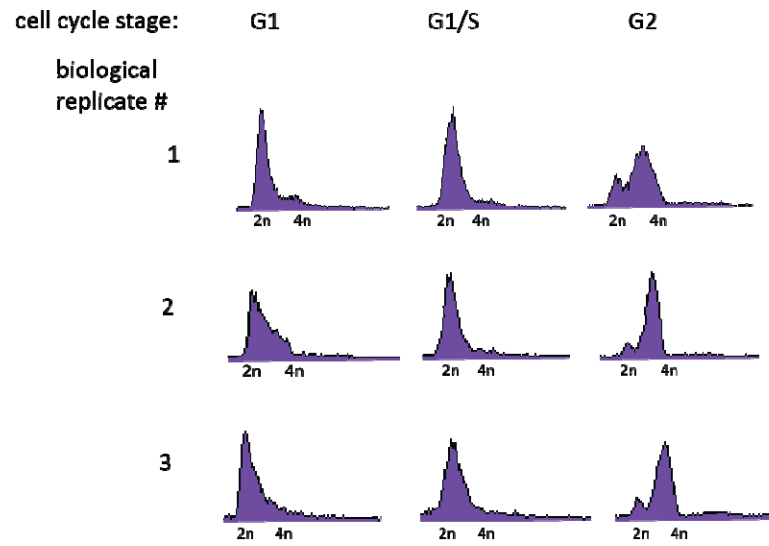 cell cycle stage: G1 G1/S G2
biological
replicate #
1
2n 4n 2n 4n 2n 4n
2
2n 4n 2n 4n 2n 4n
3
2n 4n 2n 4n 2n 4n